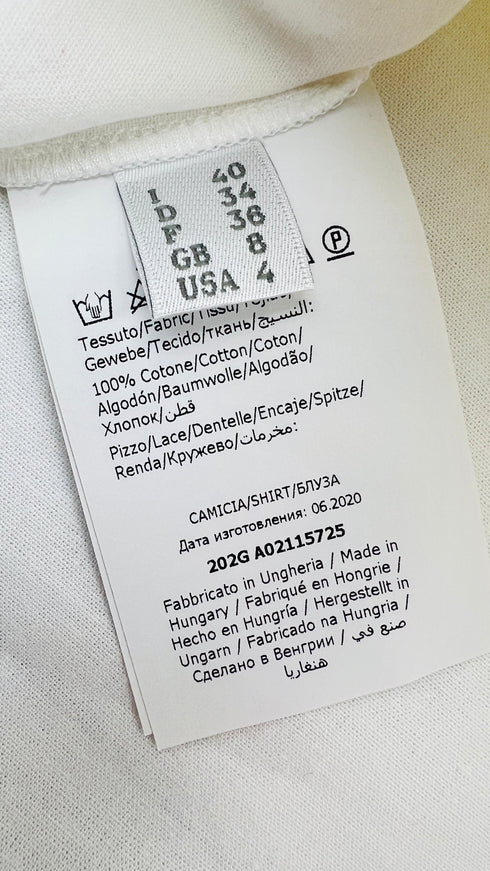 I 40
D 34
F 36
GB 8
USA 4
P
Tessuto/Fabric/Tissu/Tejido/
Gewebe/Tecido/ткань/النسيج:
100% Cotone/Cotton/Coton/
Algodón/Baumwolle/Algodão/
Хлопок/قطن
Pizzo/Lace/Dentelle/Encaje/Spitze/
Renda/Кружево/مخرمات:
CAMICIA/SHIRT/БЛУЗА
Дата изготовления: 06.2020
202G A02115725
Fabbricato in Ungheria / Made in
Hungary / Fabriqué en Hongrie /
Hecho en Hungría / Hergestellt in
Ungarn / Fabricado na Hungria /
Сделано в Венгрии / صنع في
هنغاريا